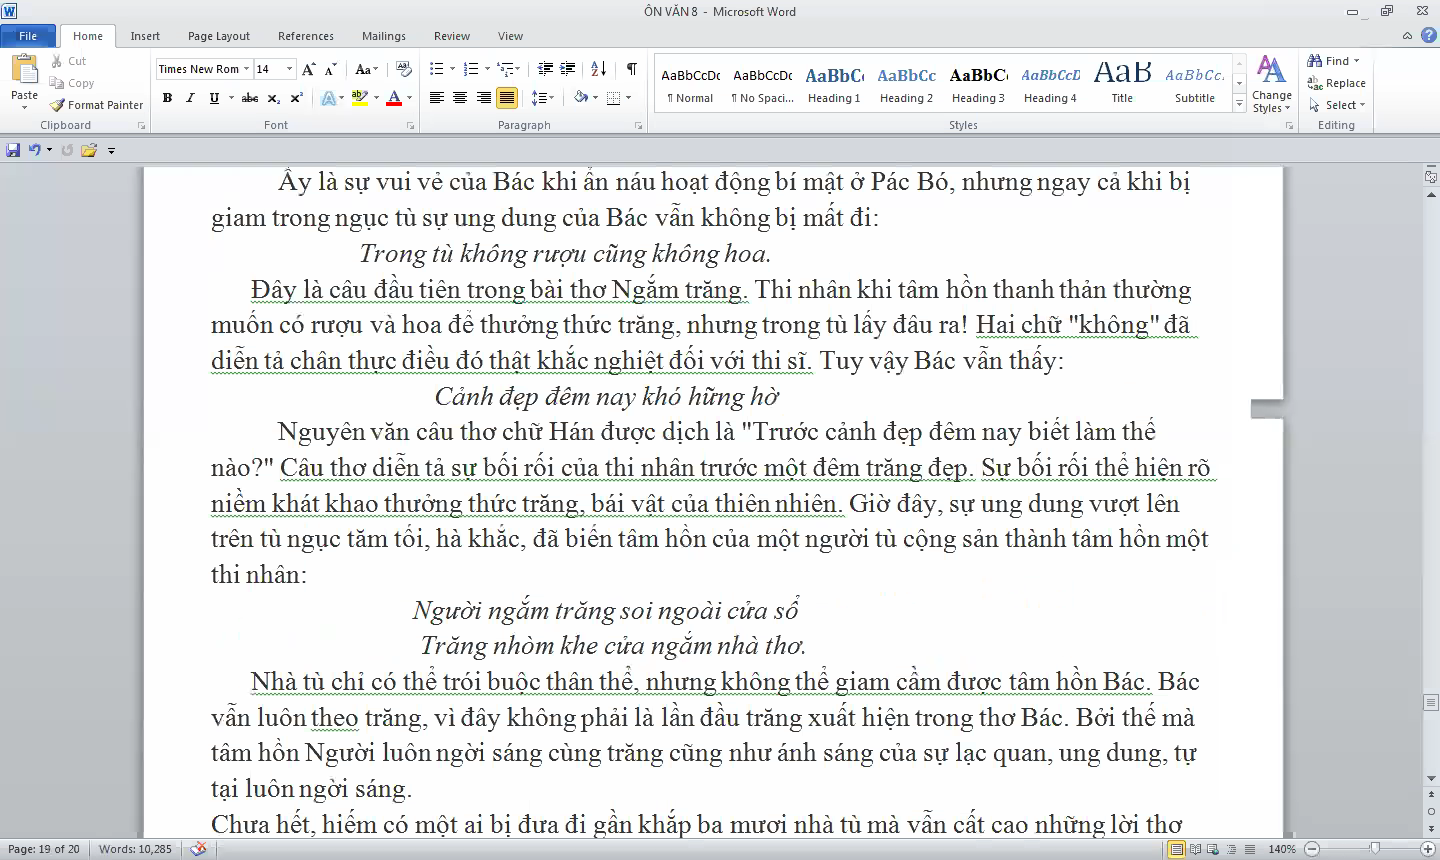 ÔN VĂN 8 - Microsoft Word
File Home Insert Page Layout References Mailings Review View
Paste Cut Copy Format Painter
Times New Rom 14
AaBbCcDc AaBbCcDc AaBbCc AaBbCc AaBbCc AaBbCcD AaB AaBbCc.
¶ Normal ¶ No Spaci... Heading 1 Heading 2 Heading 3 Heading 4 Title Subtitle
Change Styles
Find Replace Select
Clipboard Font Paragraph Styles Editing
Ấy là sự vui vẻ của Bác khi ẩn náu hoạt động bí mật ở Pác Bó, nhưng ngay cả khi bị
giam trong ngục tù sự ung dung của Bác vẫn không bị mất đi:
Trong tù không rượu cũng không hoa.
Đây là câu đầu tiên trong bài thơ Ngắm trăng. Thi nhân khi tâm hồn thanh thản thường
muốn có rượu và hoa để thưởng thức trăng, nhưng trong tù lấy đâu ra! Hai chữ "không" đã
diễn tả chân thực điều đó thật khắc nghiệt đối với thi sĩ. Tuy vậy Bác vẫn thấy:
Cảnh đẹp đêm nay khó hững hờ
Nguyên văn câu thơ chữ Hán được dịch là "Trước cảnh đẹp đêm nay biết làm thế
nào?" Câu thơ diễn tả sự bối rối của thi nhân trước một đêm trăng đẹp. Sự bối rối thể hiện rõ
niềm khát khao thưởng thức trăng, bái vật của thiên nhiên. Giờ đây, sự ung dung vượt lên
trên tù ngục tăm tối, hà khắc, đã biến tâm hồn của một người tù cộng sản thành tâm hồn một
thi nhân:
Người ngắm trăng soi ngoài cửa sổ
Trăng nhòm khe cửa ngắm nhà thơ.
Nhà tù chỉ có thể trói buộc thân thể, nhưng không thể giam cầm được tâm hồn Bác. Bác
vẫn luôn theo trăng, vì đây không phải là lần đầu trăng xuất hiện trong thơ Bác. Bởi thế mà
tâm hồn Người luôn ngời sáng cùng trăng cũng như ánh sáng của sự lạc quan, ung dung, tự
tại luôn ngời sáng.
Chưa hết, hiếm có một ai bị đưa đi gần khắp ba mươi nhà tù mà vẫn cất cao những lời thơ
Page: 19 of 20 Words: 10,285 140%